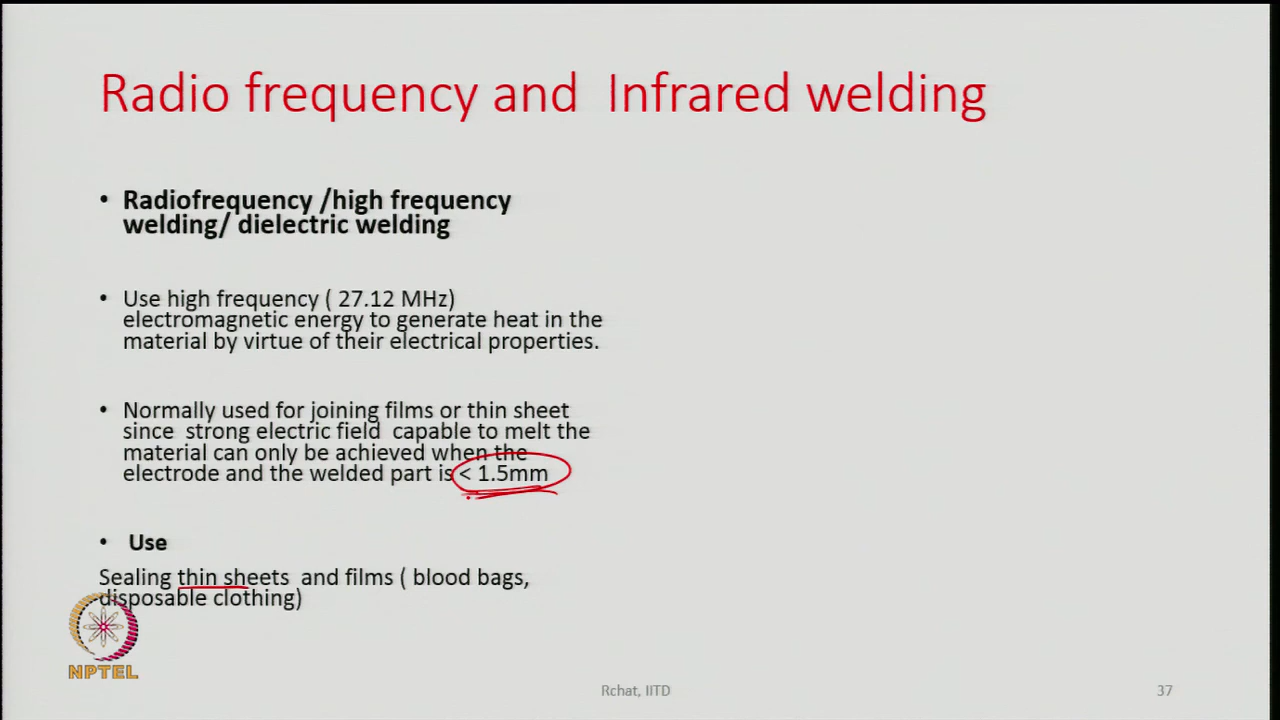 Radio frequency and Infrared welding
• Radiofrequency /high frequency
welding/ dielectric welding
• Use high frequency ( 27.12 MHz)
electromagnetic energy to generate heat in the
material by virtue of their electrical properties.
• Normally used for joining films or thin sheet
since strong electric field capable to melt the
material can only be achieved when the
electrode and the welded part is < 1.5mm
• Use
Sealing thin sheets and films ( blood bags,
disposable clothing)
NPTEL
Rchat, IITD
37